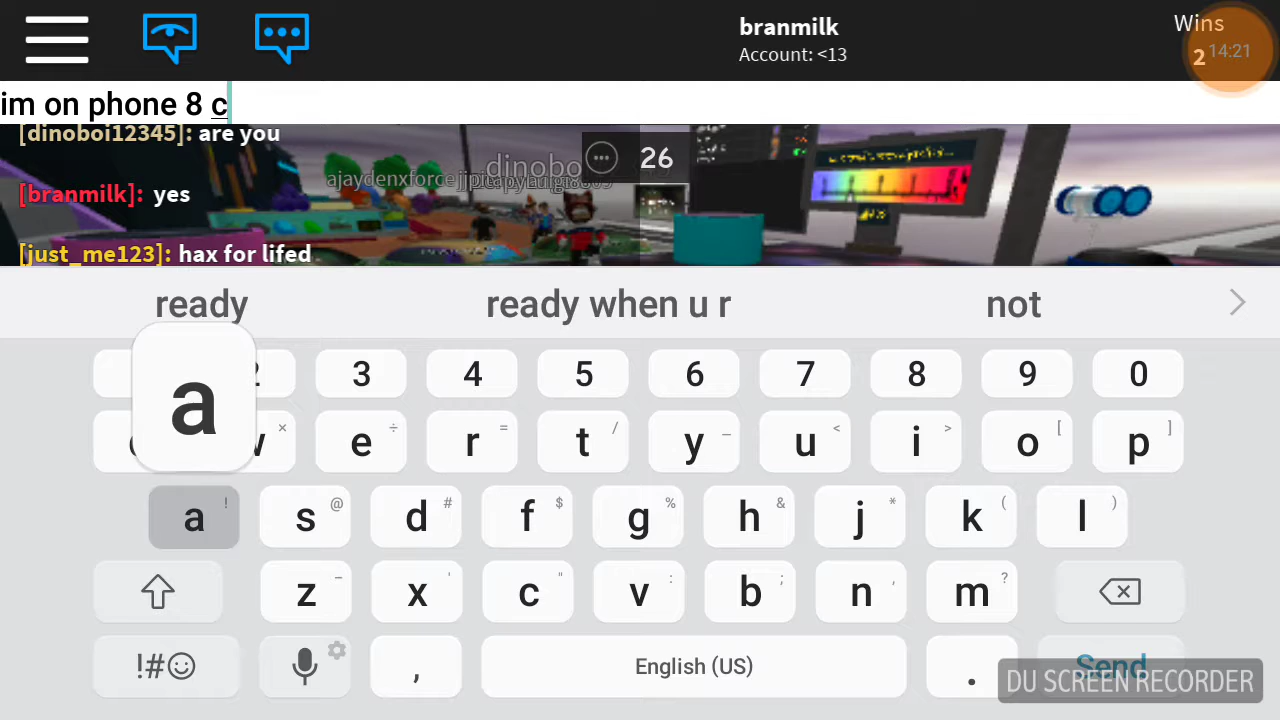 branmilk
Account: <13
Wins
2
14:21
im on phone 8 c
[dinoboi12345]: are you
26
[branmilk]: yes
[just_me123]: hax for lifed
ready
ready when u r
not
a
2 3 4 5 6 7 8 9 0
w × e ÷ r = t / y _ u < i > o [ p ]
a ! s @ d # f $ g % h & j * k ( l )
z - x ' c " v : b ; n , m ?
!#☺ , English (US) . Send
DU SCREEN RECORDER